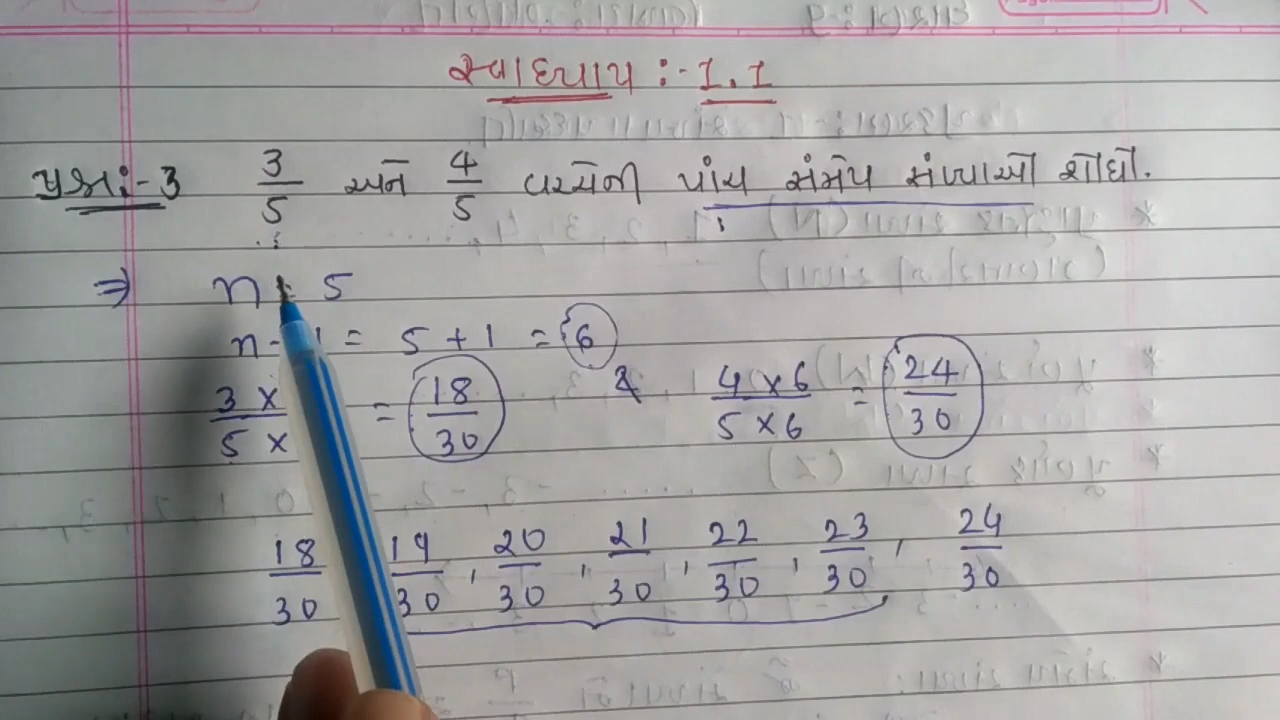 સ્વાધ્યાય :- 1.1
પ્રશ્ન:-3 3/5 અને 4/5 વચ્ચેની પાંચ સંમેય સંખ્યાઓ શોધો.
⇒ n = 5
n + 1 = 5 + 1 = 6
3 × / 5 × = 18/30 & 4 × 6 / 5 × 6 = 24/30
18/30 19/30 , 20/30 , 21/30 , 22/30 , 23/30 , 24/30